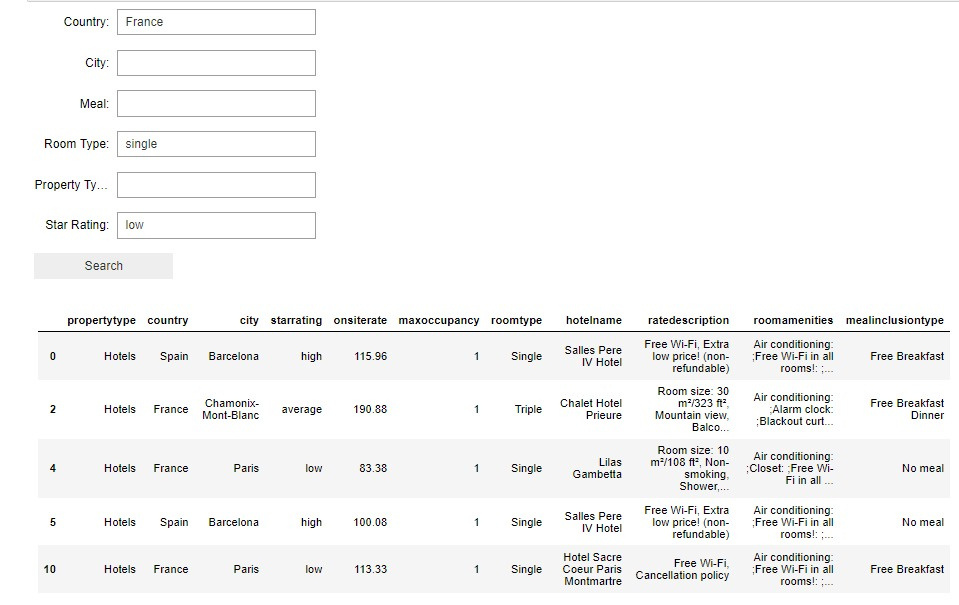 Country: France
City:
Meal:
Room Type: single
Property Ty...
Star Rating: low
Search
propertytype country city starrating onsiterate maxoccupancy roomtype hotelname ratedescription roomamenities mealinclusiontype
0 Hotels Spain Barcelona high 115.96 1 Single Salles Pere IV Hotel Free Wi-Fi, Extra low price! (non-refundable) Air conditioning: ;Free Wi-Fi in all rooms!: ;... Free Breakfast
2 Hotels France Chamonix-Mont-Blanc average 190.88 1 Triple Chalet Hotel Prieure Room size: 30 m²/323 ft², Mountain view, Balco... Air conditioning: ;Alarm clock: ;Blackout curt... Free Breakfast Dinner
4 Hotels France Paris low 83.38 1 Single Lilas Gambetta Room size: 10 m²/108 ft², Non-smoking, Shower,... Air conditioning: ;Closet: ;Free Wi-Fi in all ... No meal
5 Hotels Spain Barcelona high 100.08 1 Single Salles Pere IV Hotel Free Wi-Fi, Extra low price! (non-refundable) Air conditioning: ;Free Wi-Fi in all rooms!: ;... No meal
10 Hotels France Paris low 113.33 1 Single Hotel Sacre Coeur Paris Montmartre Free Wi-Fi, Cancellation policy Air conditioning: ;Free Wi-Fi in all rooms!: ;... Free Breakfast